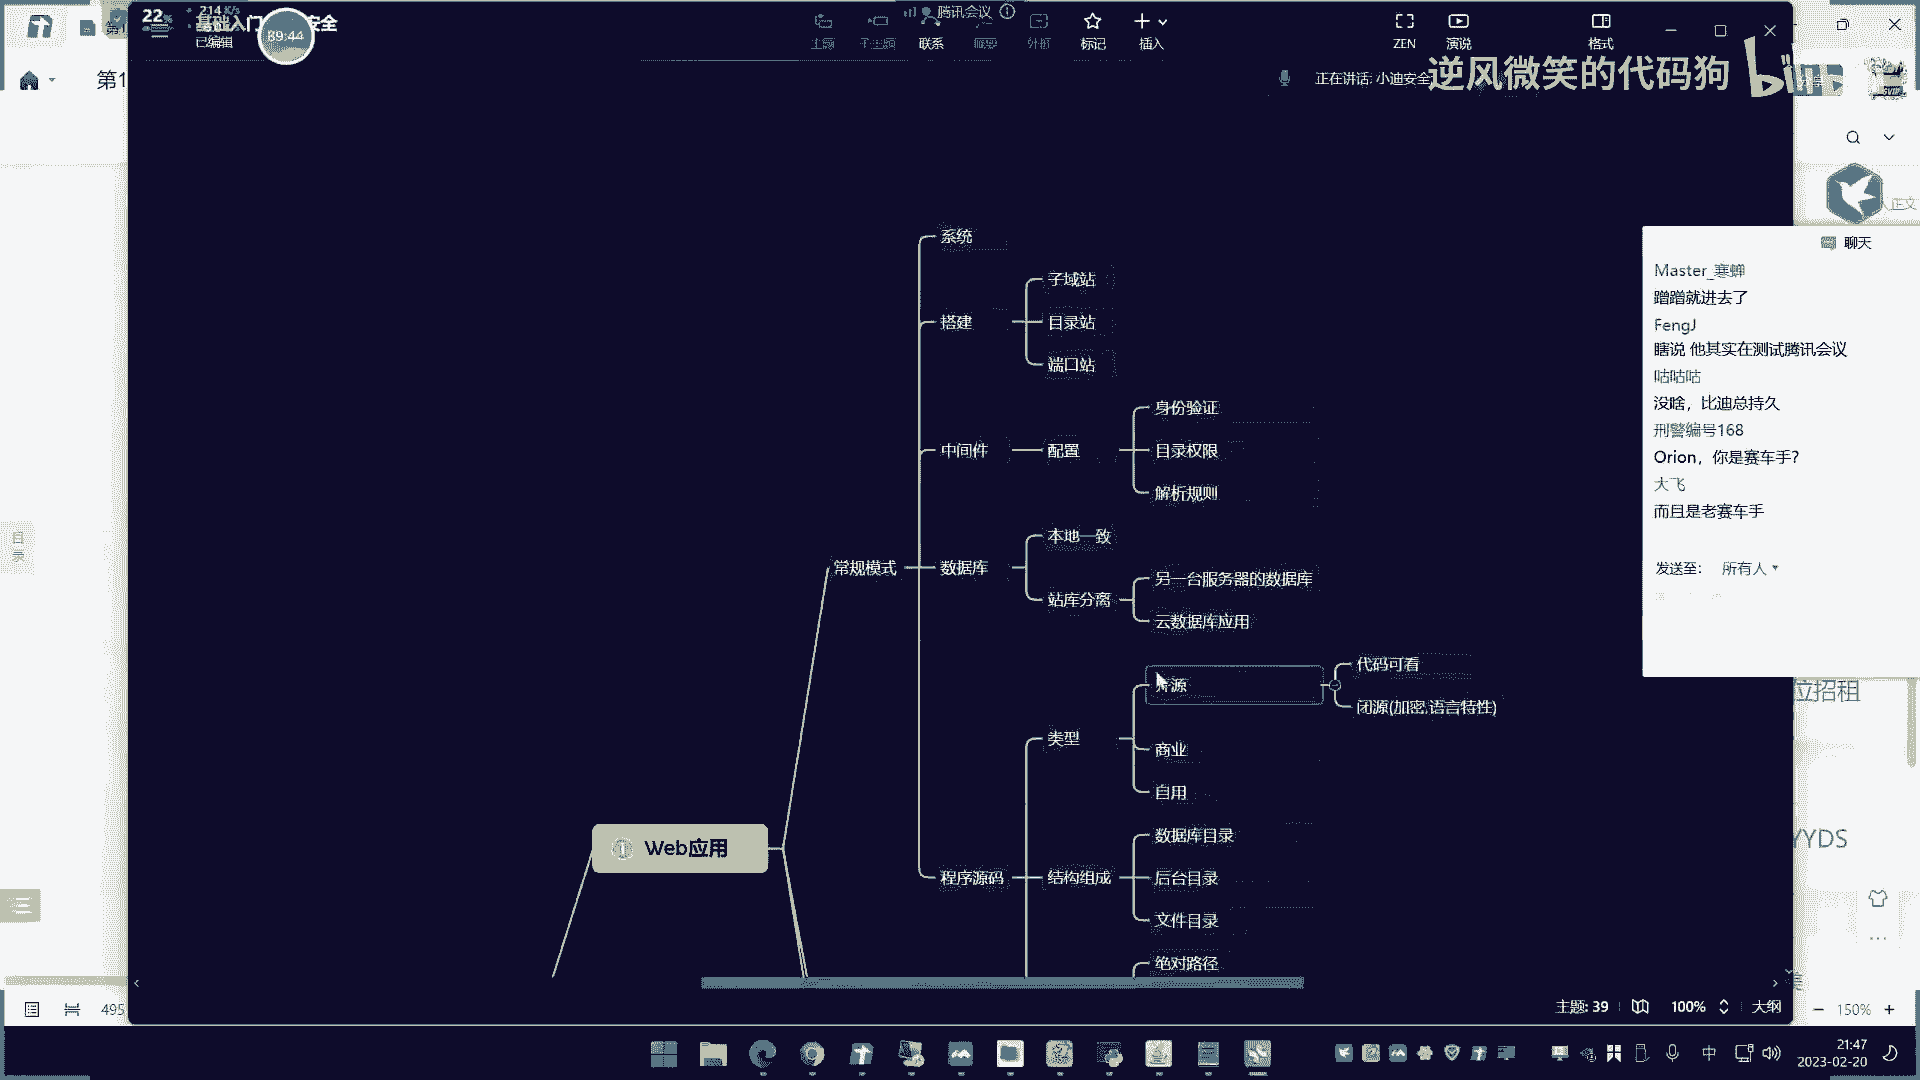 22%
214 K/s
基础入门
安全
已编辑
89:44
主题
子主题
联系
概要
外框
标记
插入
腾讯会议
ZEN
演说
格式
正在讲话: 小迪安全
逆风微笑的代码狗
第1
系统
搭建
子域站
目录站
端口站
中间件
配置
身份验证
目录权限
解析规则
常规模式
数据库
本地一致
站库分离
另一台服务器的数据库
云数据库应用
类型
开源
代码可看
闭源(加密,语言特性)
商业
自用
Web应用
程序源码
结构组成
数据库目录
后台目录
文件目录
绝对路径
聊天
Master_寒蝉
蹭蹭就进去了
FengJ
瞎说 他其实在测试腾讯会议
咕咕咕
没啥，比迪总持久
刑警编号168
Orion，你是赛车手?
大飞
而且是老赛车手
发送至:
所有人
位招租
YYDS
目录
正文
495
主题: 39
100%
大纲
150%
中
21:47
2023-02-20